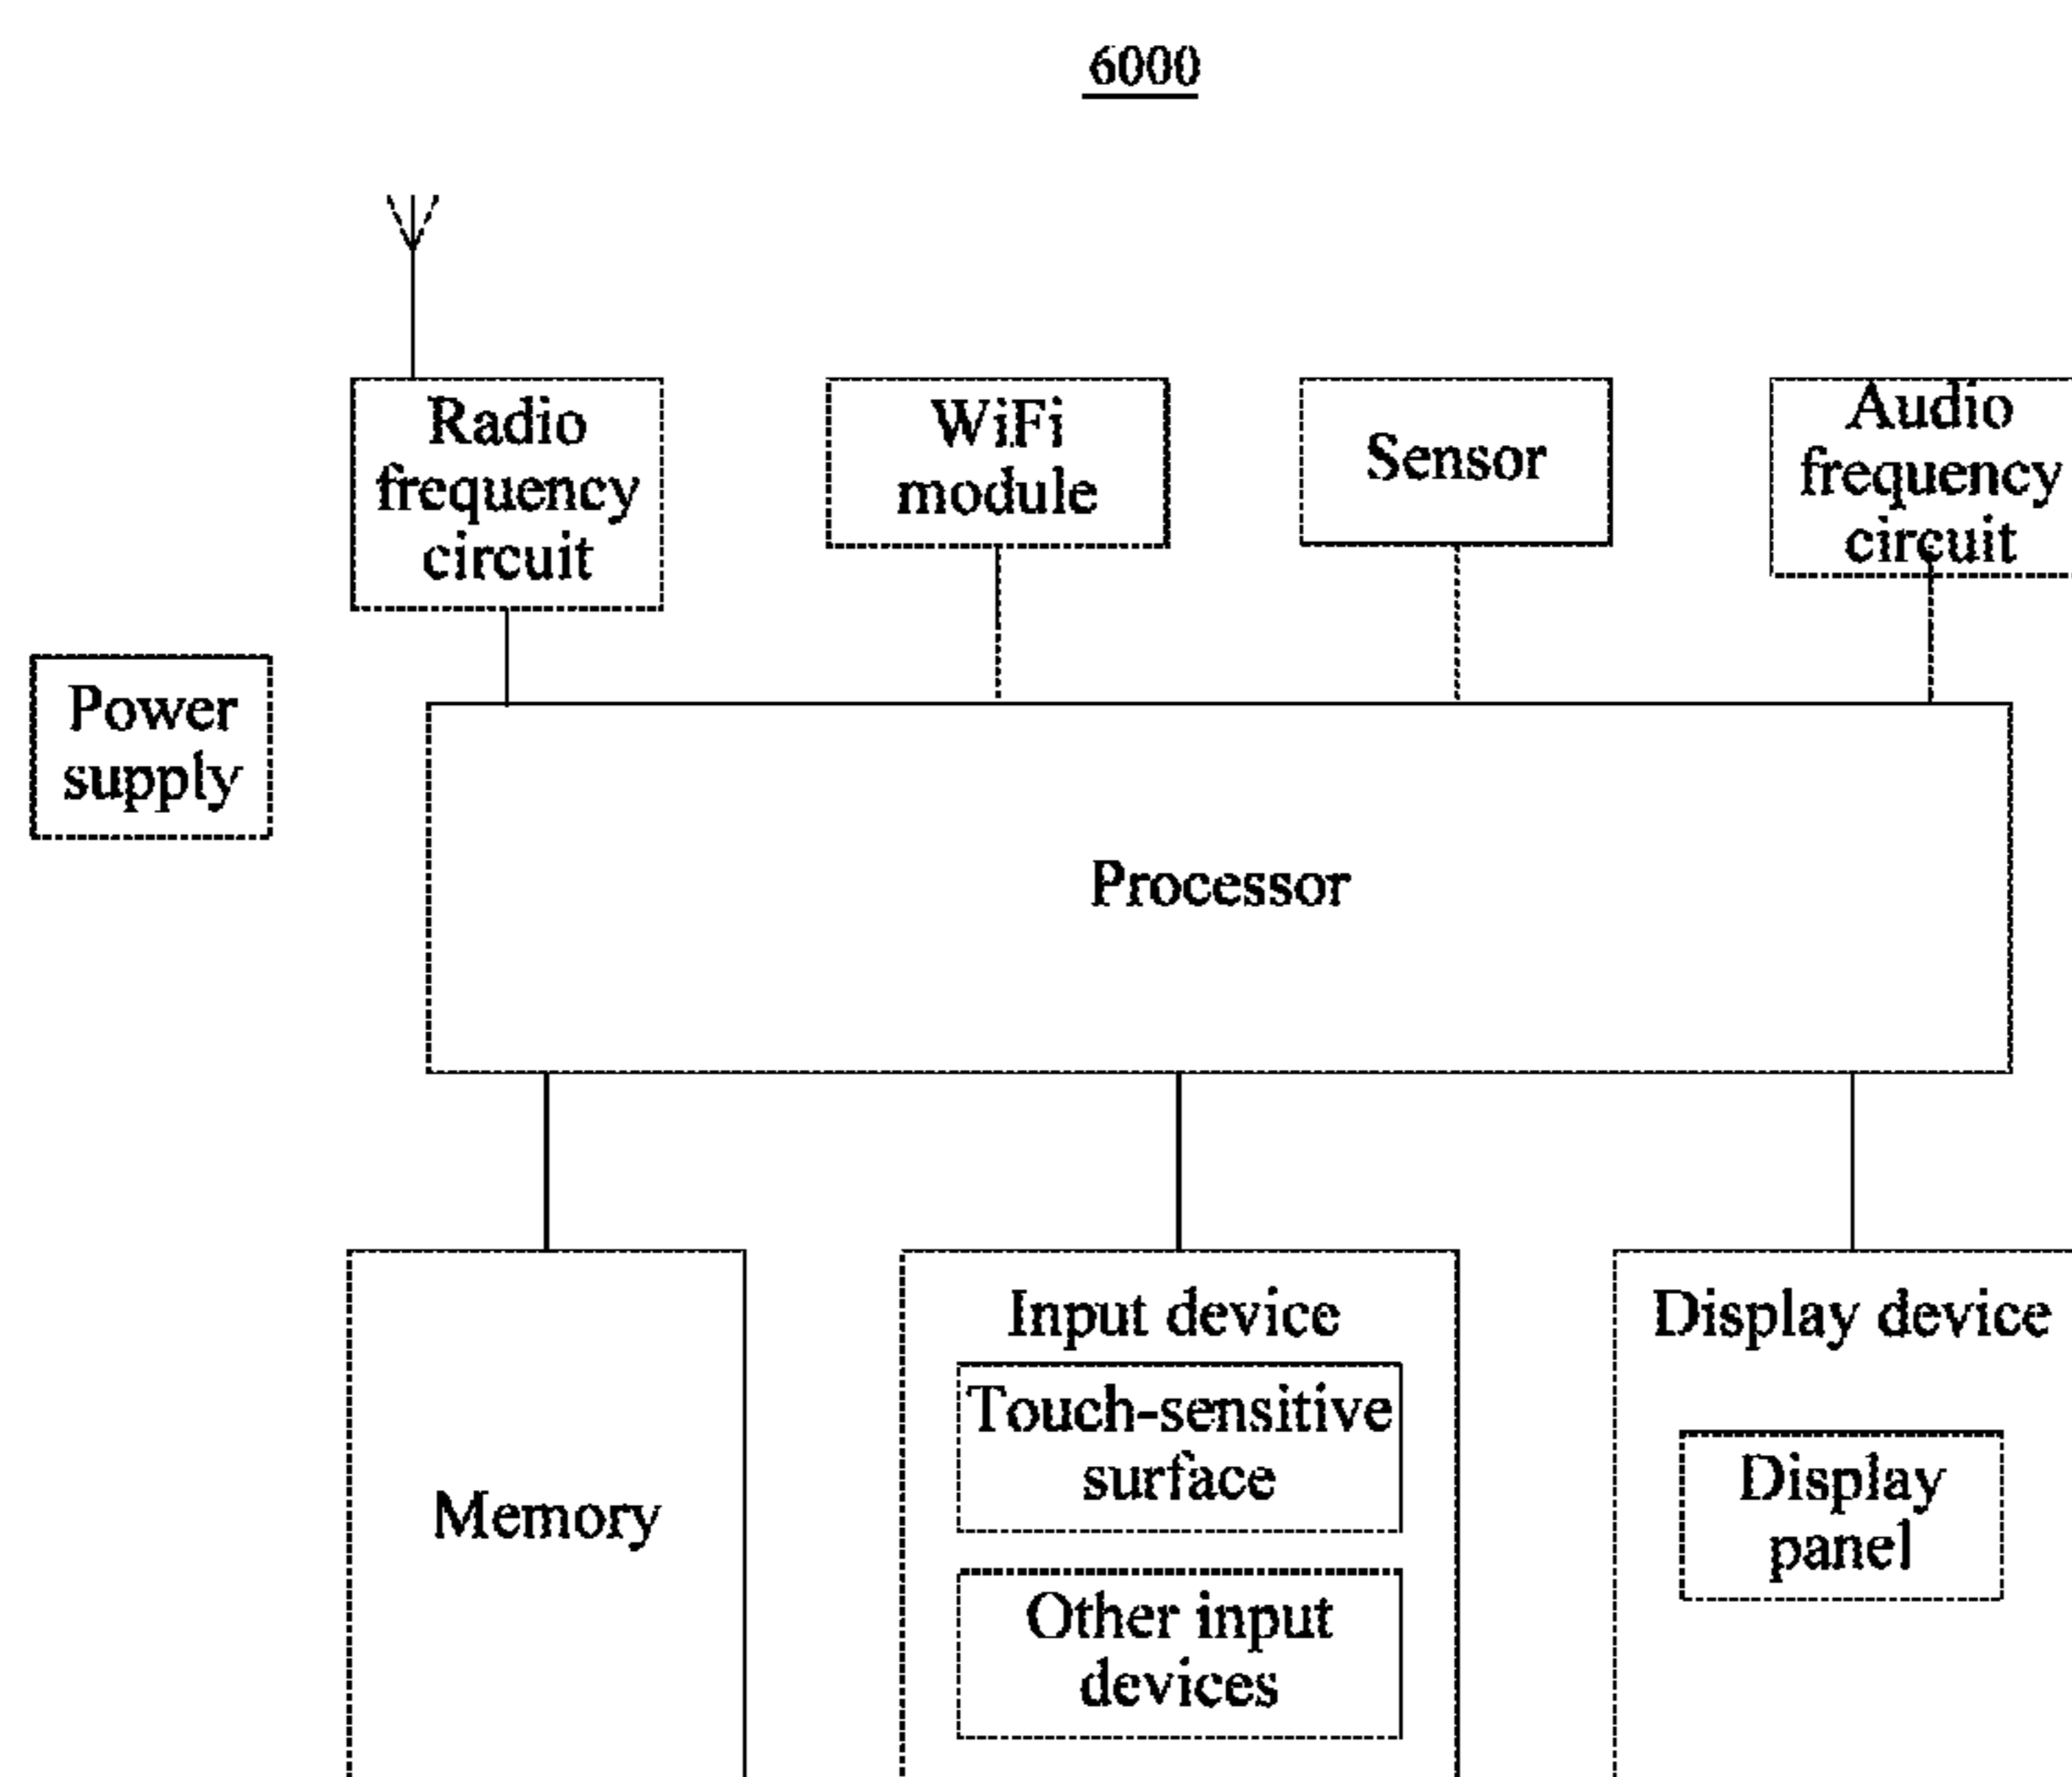 6000
Radio
frequency
circuit
WiFi
module
Sensor
Audio
frequency
circuit
Power
supply
Processor
Memory
Input device
Touch-sensitive
surface
Other input
devices
Display device
Display
panel